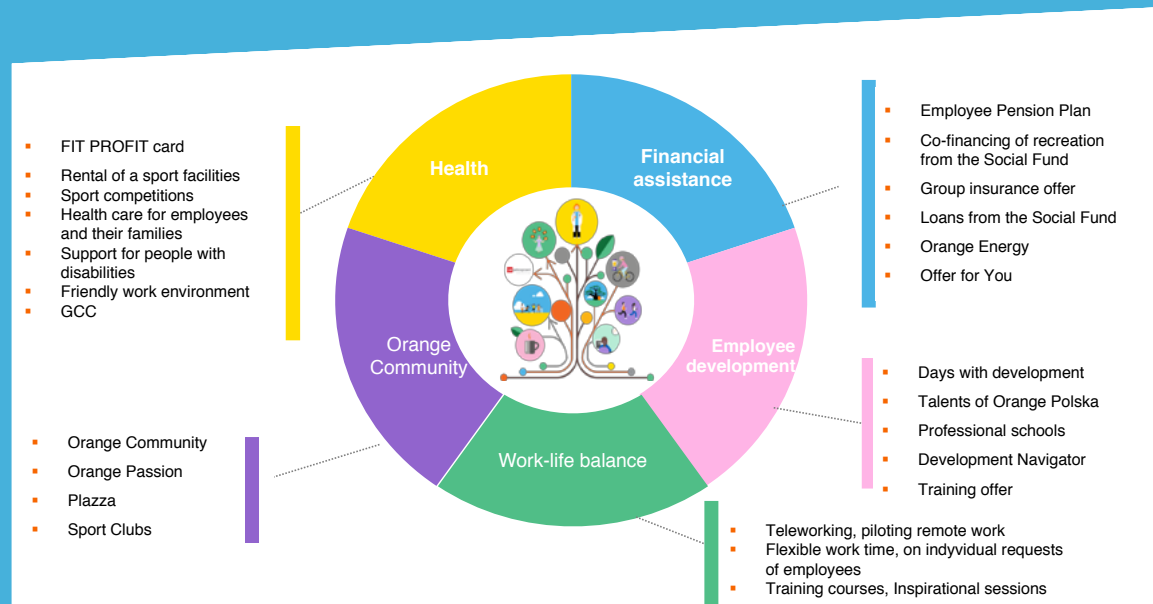 Health
Financial
assistance
Employee
development
Work-life balance
Orange
Community
FIT PROFIT card
Rental of a sport facilities
Sport competitions
Health care for employees
and their families
Support for people with
disabilities
Friendly work environment
GCC
Employee Pension Plan
Co-financing of recreation
from the Social Fund
Group insurance offer
Loans from the Social Fund
Orange Energy
Offer for You
Days with development
Talents of Orange Polska
Professional schools
Development Navigator
Training offer
Orange Community
Orange Passion
Plazza
Sport Clubs
Teleworking, piloting remote work
Flexible work time, on indyvidual requests
of employees
Training courses, Inspirational sessions